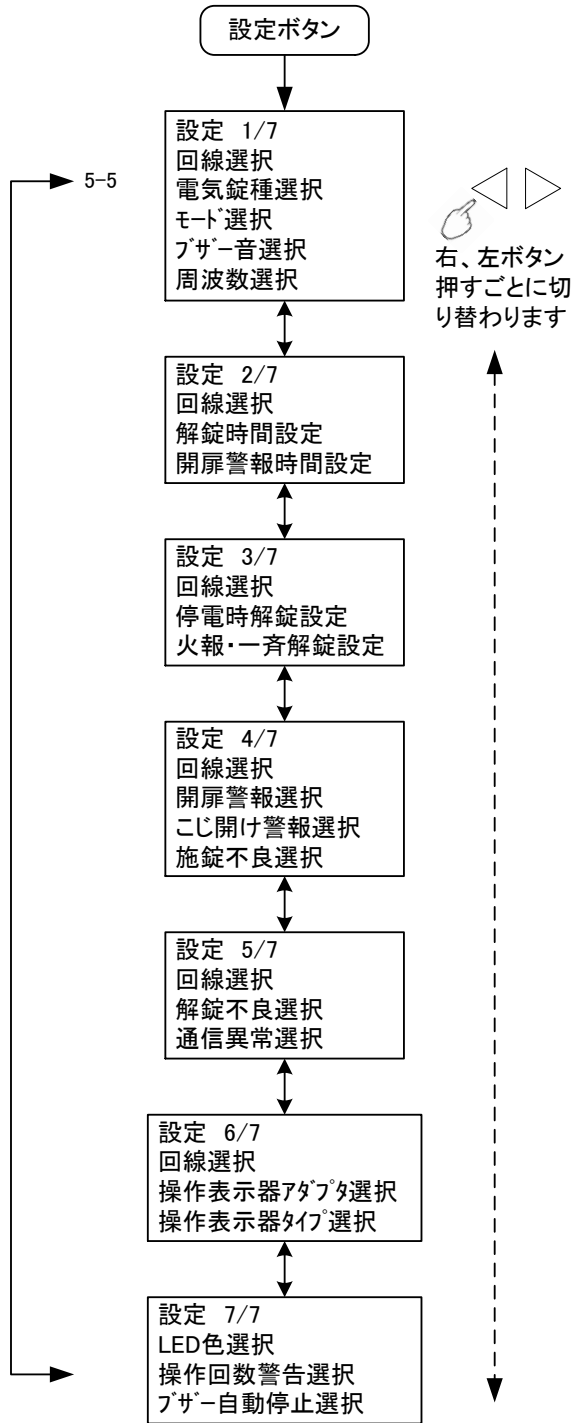 設定ボタン
設定 1/7
回線選択
電気錠種選択
ﾓｰﾄﾞ選択
ﾌﾞｻﾞｰ音選択
周波数選択
5-5
右、左ボタン
押すごとに切
り替わります
設定 2/7
回線選択
解錠時間設定
開扉警報時間設定
設定 3/7
回線選択
停電時解錠設定
火報・一斉解錠設定
設定 4/7
回線選択
開扉警報選択
こじ開け警報選択
施錠不良選択
設定 5/7
回線選択
解錠不良選択
通信異常選択
設定 6/7
回線選択
操作表示器ｱﾀﾞﾌﾟﾀ選択
操作表示器ﾀｲﾌﾟ選択
設定 7/7
LED色選択
操作回数警告選択
ﾌﾞｻﾞｰ自動停止選択